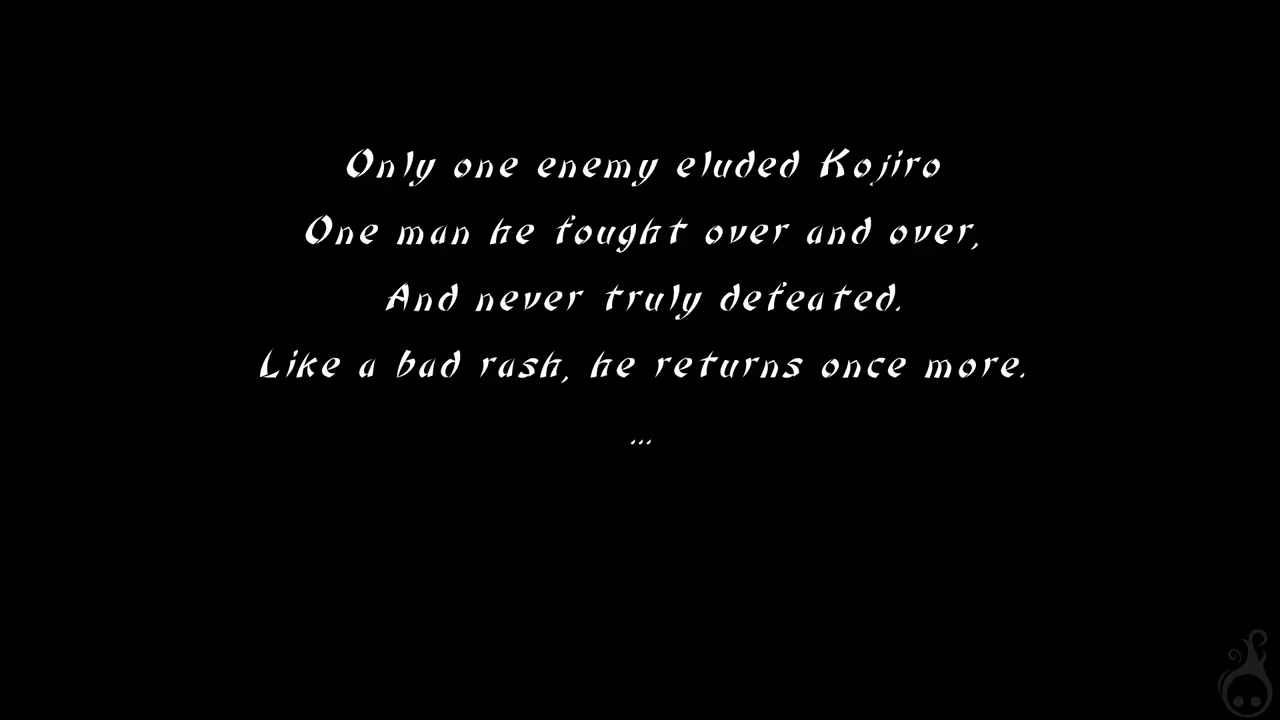 Only one enemy eluded Kojiro
One man he fought over and over,
And never truly defeated.
Like a bad rash, he returns once more.
...